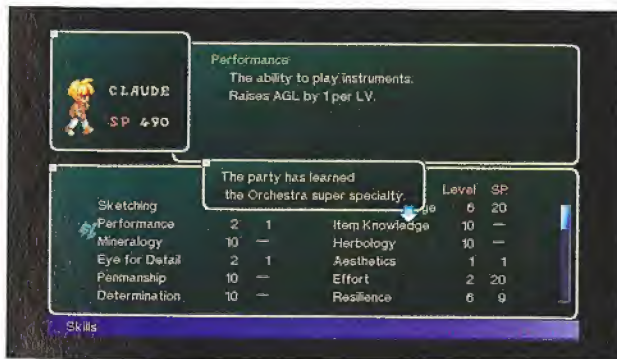 CLAUDE
SP 490
Performance
The ability to play instruments.
Raises AGL by 1 per LV.
The party has learned
the Orchestra super specialty.
Level SP
Sketching ge 6 20
Performance 2 1 Item Knowledge 10 —
Mineralogy 10 — Herbology 10 —
Eye for Detail 2 1 Aesthetics 1 1
Penmanship 10 — Effort 2 20
Determination 10 — Resilience 6 9
Skills